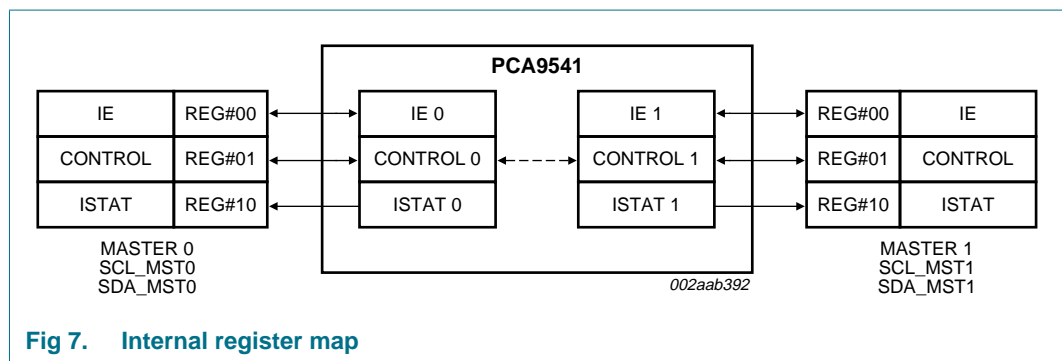 PCA9541
IE REG#00 IE 0 IE 1 REG#00 IE
CONTROL REG#01 CONTROL 0 CONTROL 1 REG#01 CONTROL
ISTAT REG#10 ISTAT 0 ISTAT 1 REG#10 ISTAT
MASTER 0 MASTER 1
SCL_MST0 SCL_MST1
SDA_MST0 SDA_MST1
002aab392
Fig 7. Internal register map